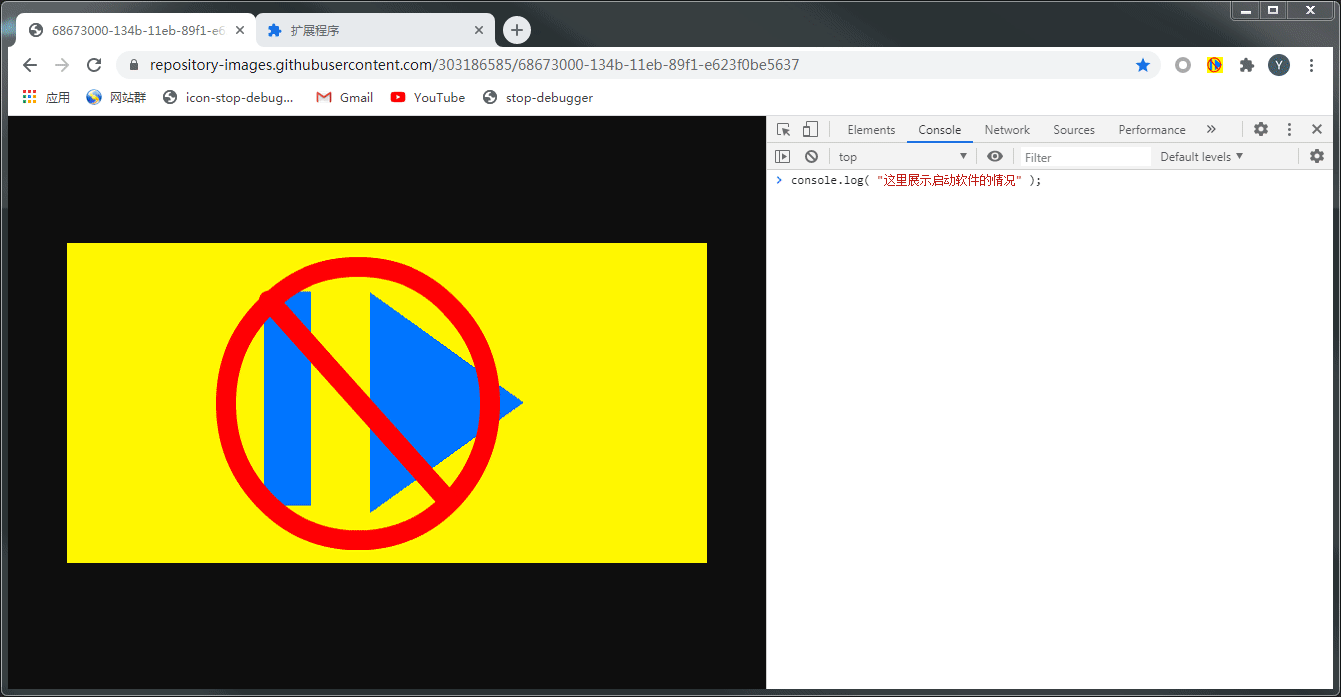 68673000-134b-11eb-89f1-e6
扩展程序
repository-images.githubusercontent.com/303186585/68673000-134b-11eb-89f1-e623f0be5637
Y
应用 网站群 icon-stop-debug... Gmail YouTube stop-debugger
Elements Console Network Sources Performance
top Filter Default levels
console.log( "这里展示启动软件的情况" );